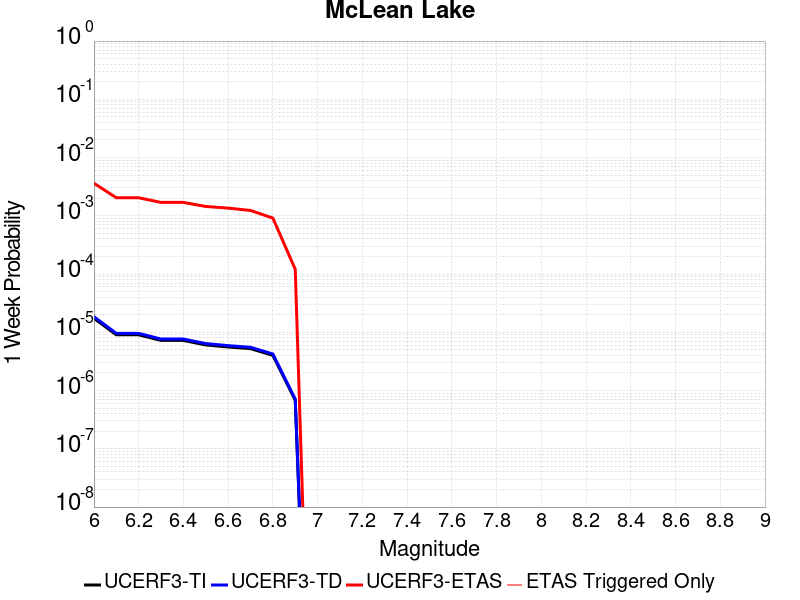 McLean Lake
10^0
10^-1
10^-2
10^-3
10^-4
10^-5
10^-6
10^-7
10^-8
1 Week Probability
6 6.2 6.4 6.6 6.8 7 7.2 7.4 7.6 7.8 8 8.2 8.4 8.6 8.8 9
Magnitude
UCERF3-TI UCERF3-TD UCERF3-ETAS ETAS Triggered Only